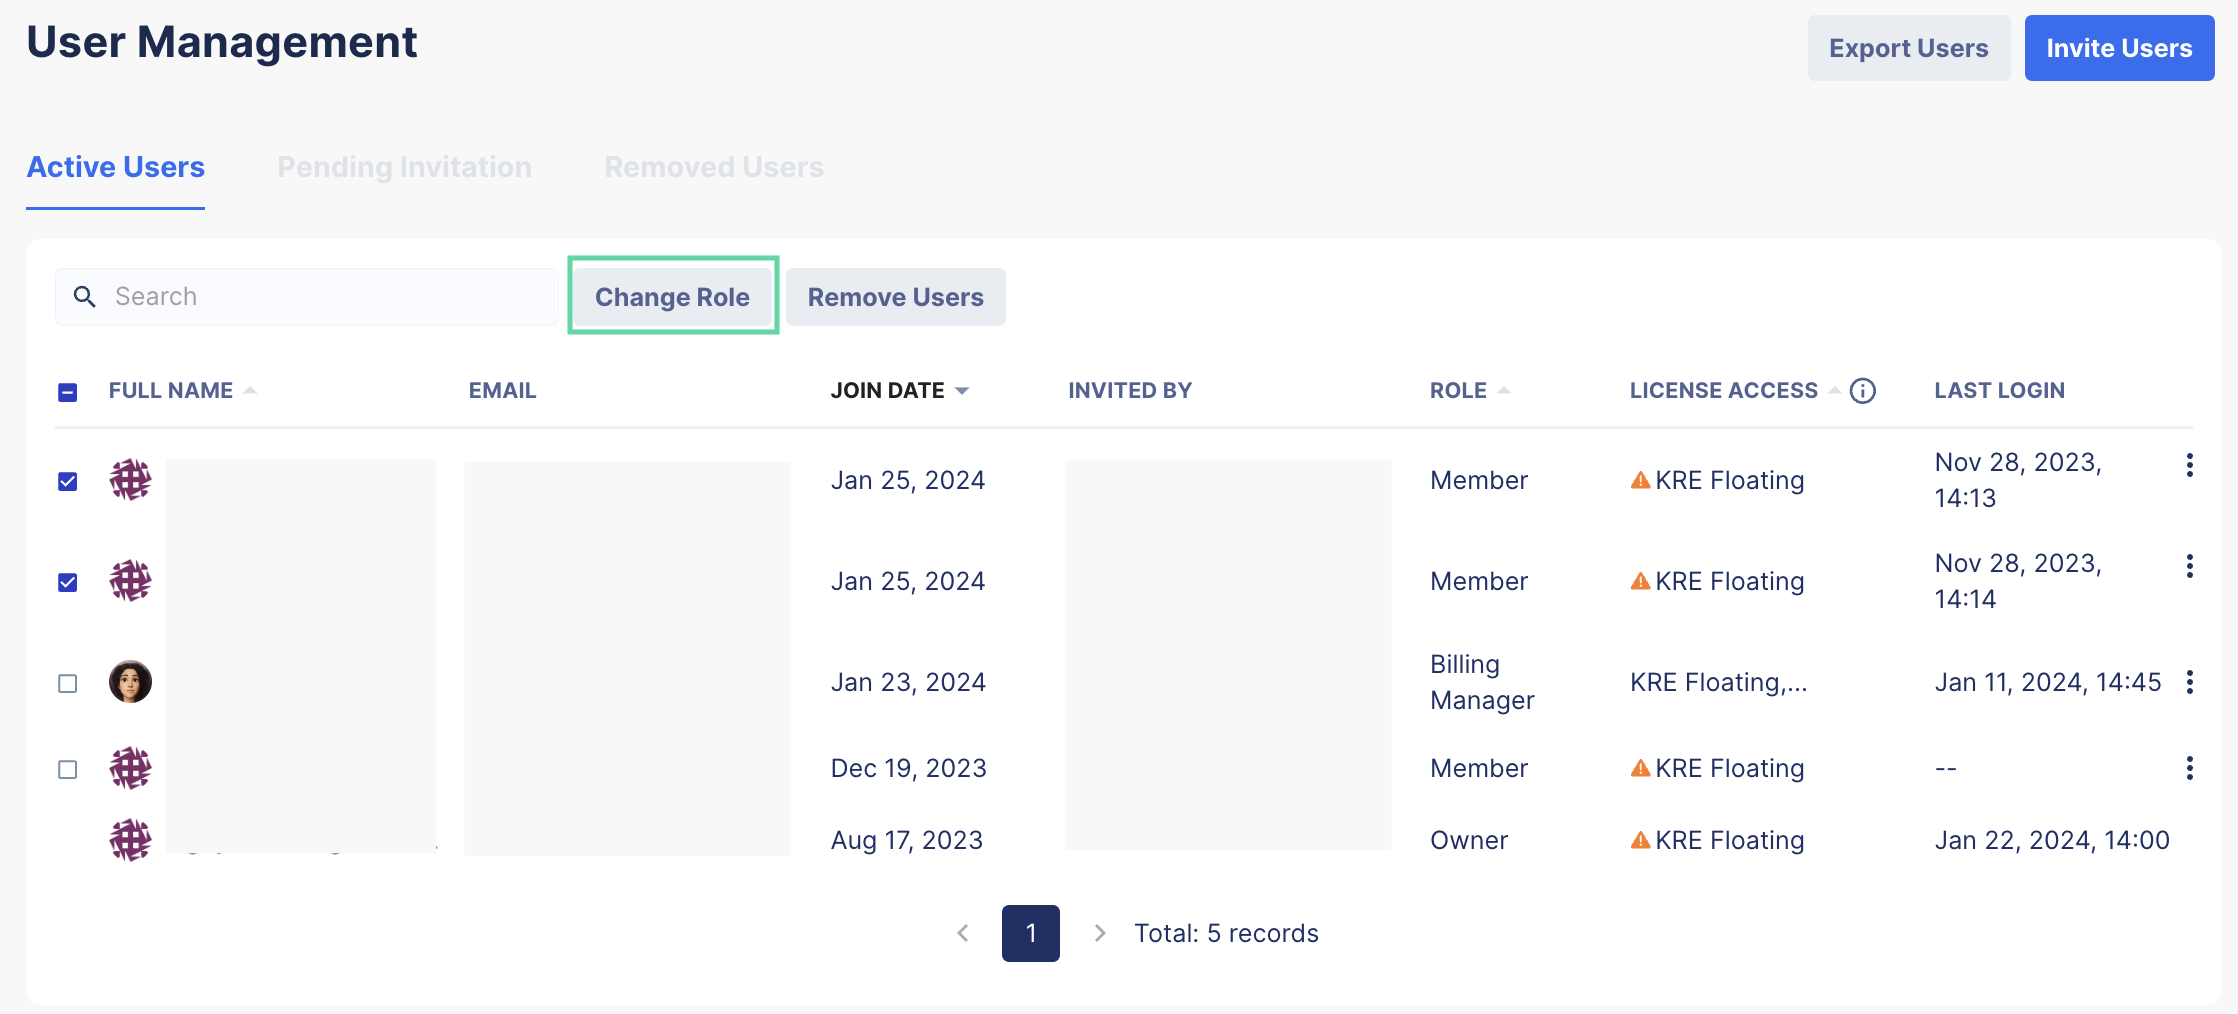 User Management
Export Users
Invite Users
Active Users
Pending Invitation
Removed Users
Search
Change Role
Remove Users
FULL NAME
EMAIL
JOIN DATE
INVITED BY
ROLE
LICENSE ACCESS
LAST LOGIN
Jan 25, 2024
Member
KRE Floating
Nov 28, 2023,
14:13
Jan 25, 2024
Member
KRE Floating
Nov 28, 2023,
14:14
Jan 23, 2024
Billing
Manager
KRE Floating,...
Jan 11, 2024, 14:45
Dec 19, 2023
Member
KRE Floating
--
Aug 17, 2023
Owner
KRE Floating
Jan 22, 2024, 14:00
1
Total: 5 records